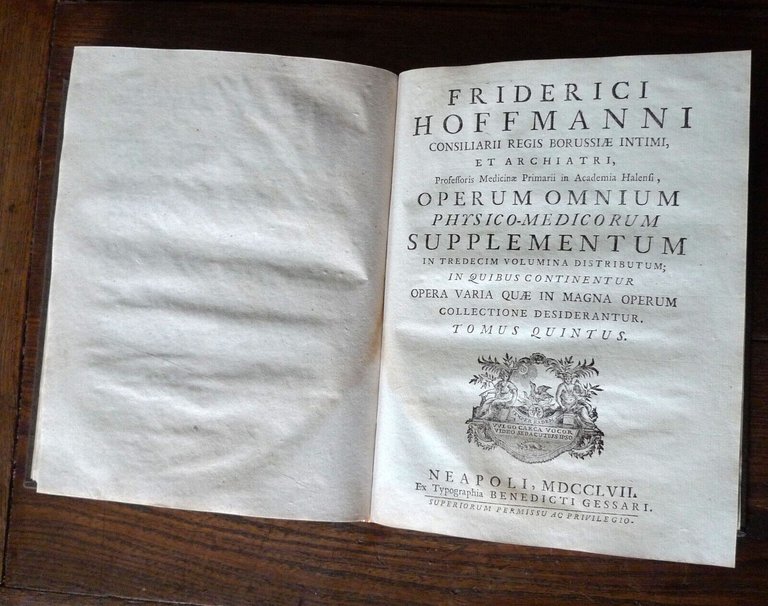 FRIDERICI
HOFFMANNI
CONSILIARII REGIS BORUSSIÆ INTIMI,
ET ARCHIATRI,
Profeſſoris Medicinæ Primarii in Academia Halenſi,
OPERUM OMNIUM
PHYSICO-MEDICORUM
SUPPLEMENTUM
IN TREDECIM VOLUMINA DISTRIBUTUM;
IN QUIBUS CONTINENTUR
OPERA VARIA QUÆ IN MAGNA OPERUM
COLLECTIONE DESIDERANTUR.
TOMUS QUINTUS.
VOCOR
NEAPOLI, MDCCLVII.
Ex Typographia BENEDICTI GESSARI.
SUPERIORUM PERMISSU AC PRIVILEGIO.